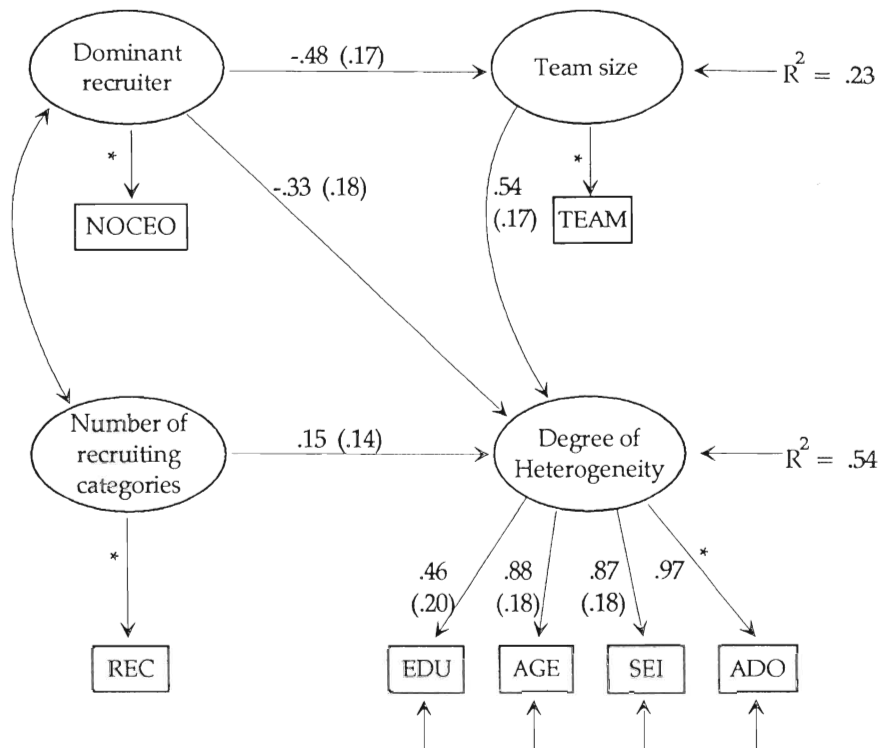 Dominant
recruiter
-.48 (.17)
Team size
R² = .23
*
*
NOCEO
-.33 (.18)
.54
(.17)
TEAM
Number of
recruiting
categories
.15 (.14)
Degree of
Heterogeneity
R² = .54
*
.46
(.20)
.88
(.18)
.87
(.18)
.97
*
REC
EDU
AGE
SEI
ADO